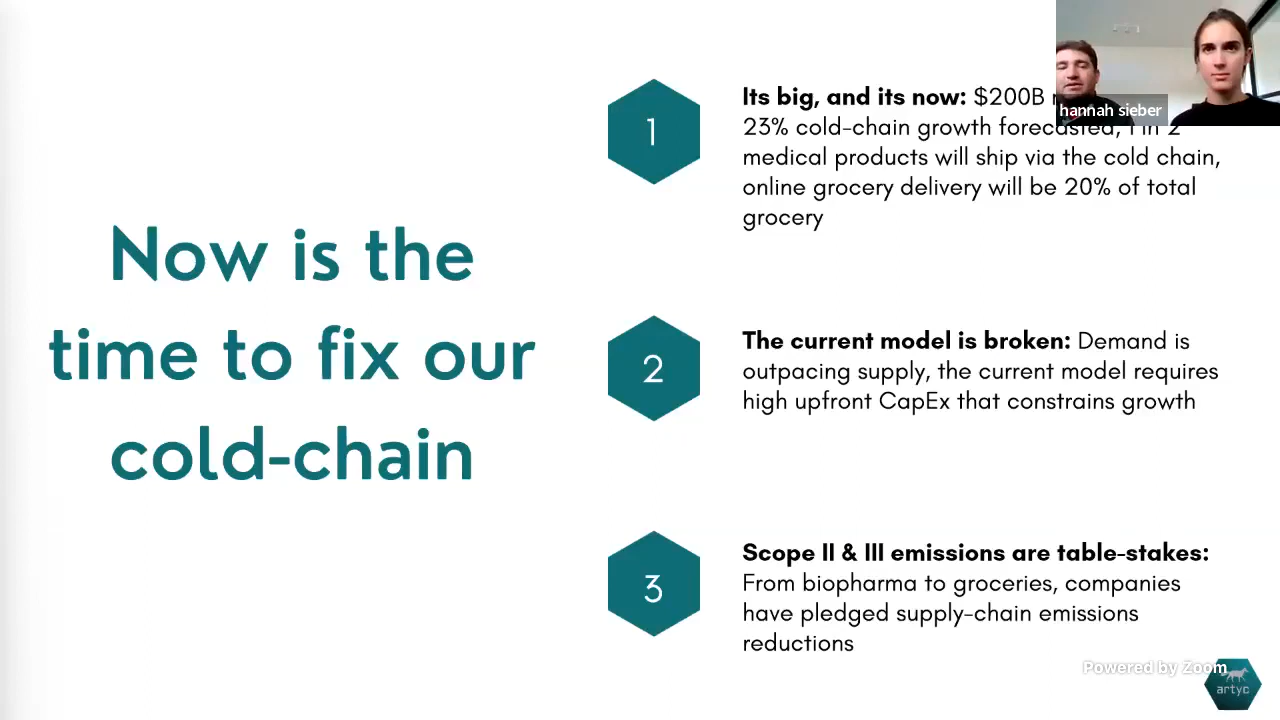 Now is the
time to fix our
cold-chain
1
Its big, and its now: $200B
23% cold-chain growth forecasted, 1 in 2
medical products will ship via the cold chain,
online grocery delivery will be 20% of total
grocery
2
The current model is broken: Demand is
outpacing supply, the current model requires
high upfront CapEx that constrains growth
3
Scope II & III emissions are table-stakes:
From biopharma to groceries, companies
have pledged supply-chain emissions
reductions
hannah sieber
Powered by Zoom
artyc